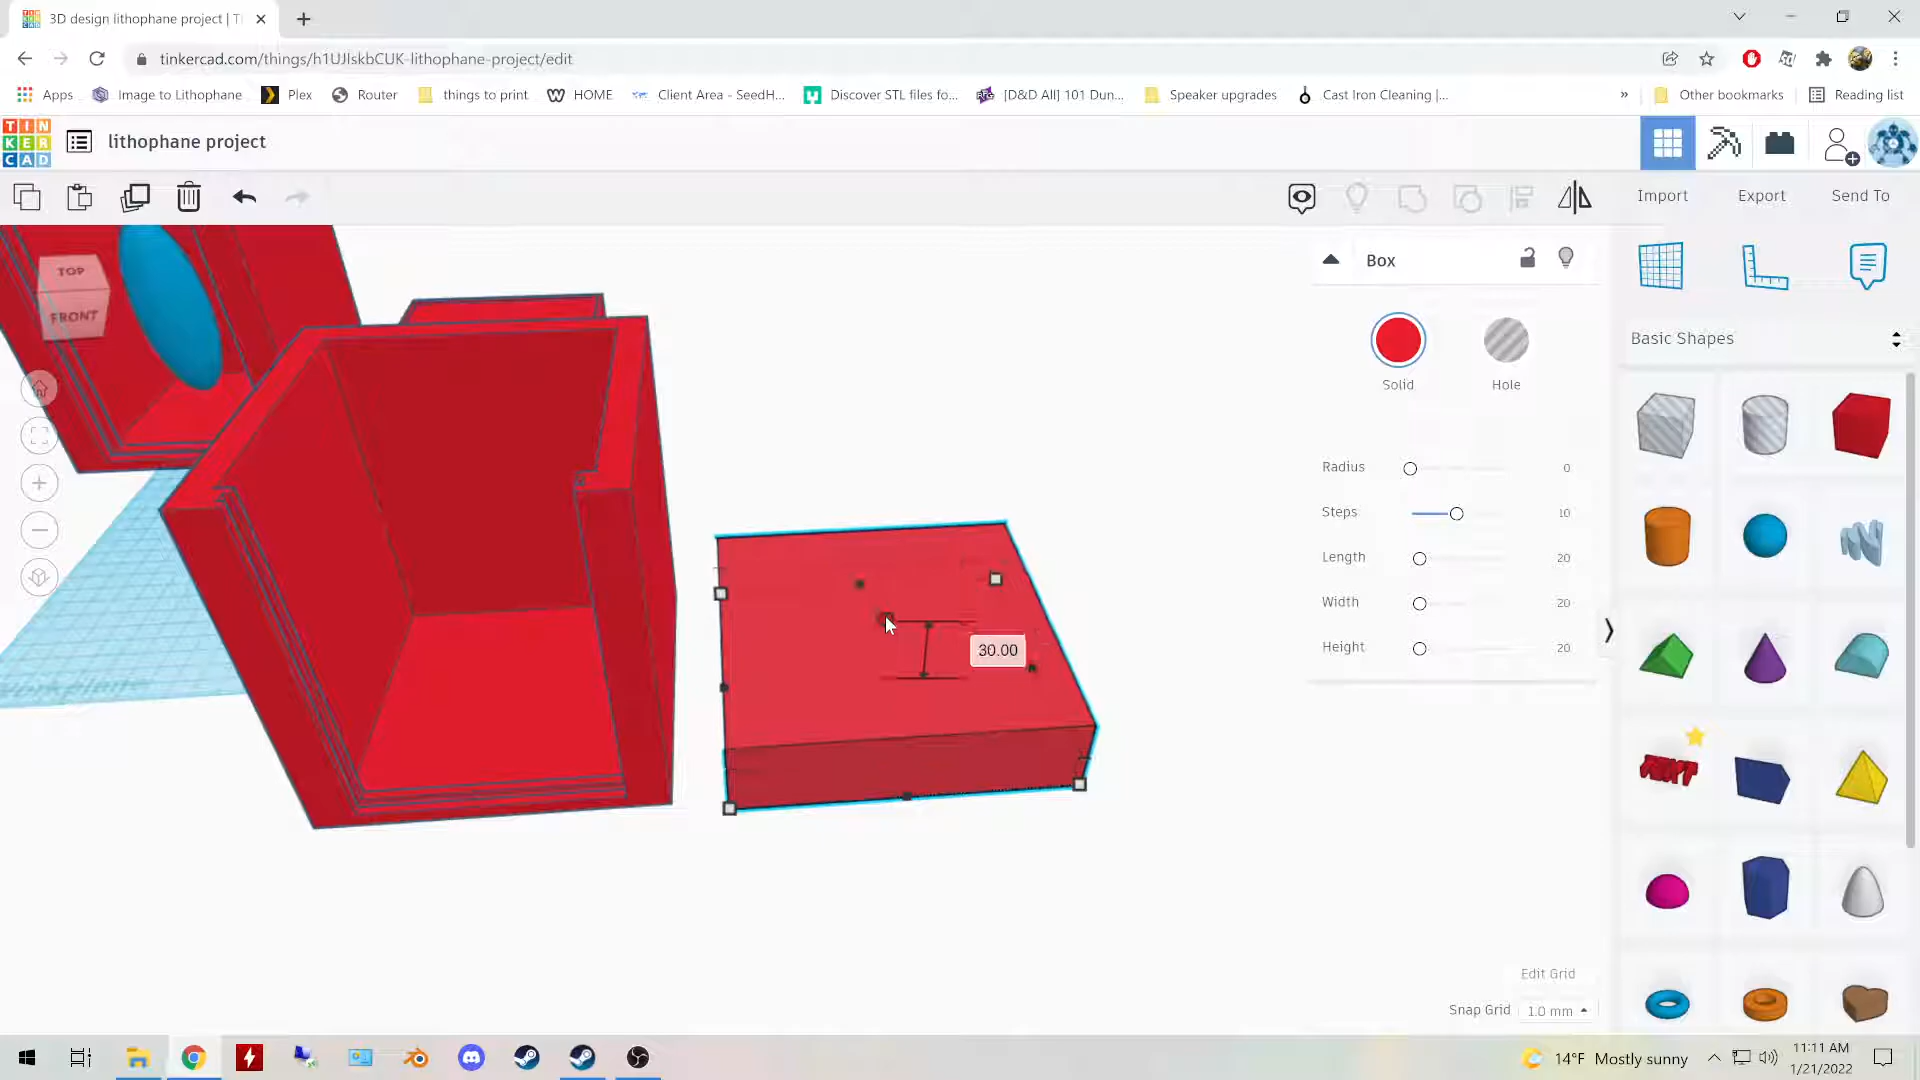 3D design lithophane project | Ti
tinkercad.com/things/h1UJIskbCUK-lithophane-project/edit
Apps
Image to Lithophane
Plex
Router
things to print
HOME
Client Area - SeedH...
Discover STL files fo...
[D&D All] 101 Dun...
Speaker upgrades
Cast Iron Cleaning |...
»
Other bookmarks
Reading list
TIN
KER
CAD
lithophane project
Import
Export
Send To
TOP
FRONT
Box
Solid
Hole
Radius
0
Steps
10
Length
20
Width
20
Height
20
30.00
Basic Shapes
Edit Grid
Snap Grid
1.0 mm
14°F Mostly sunny
11:11 AM
1/21/2022